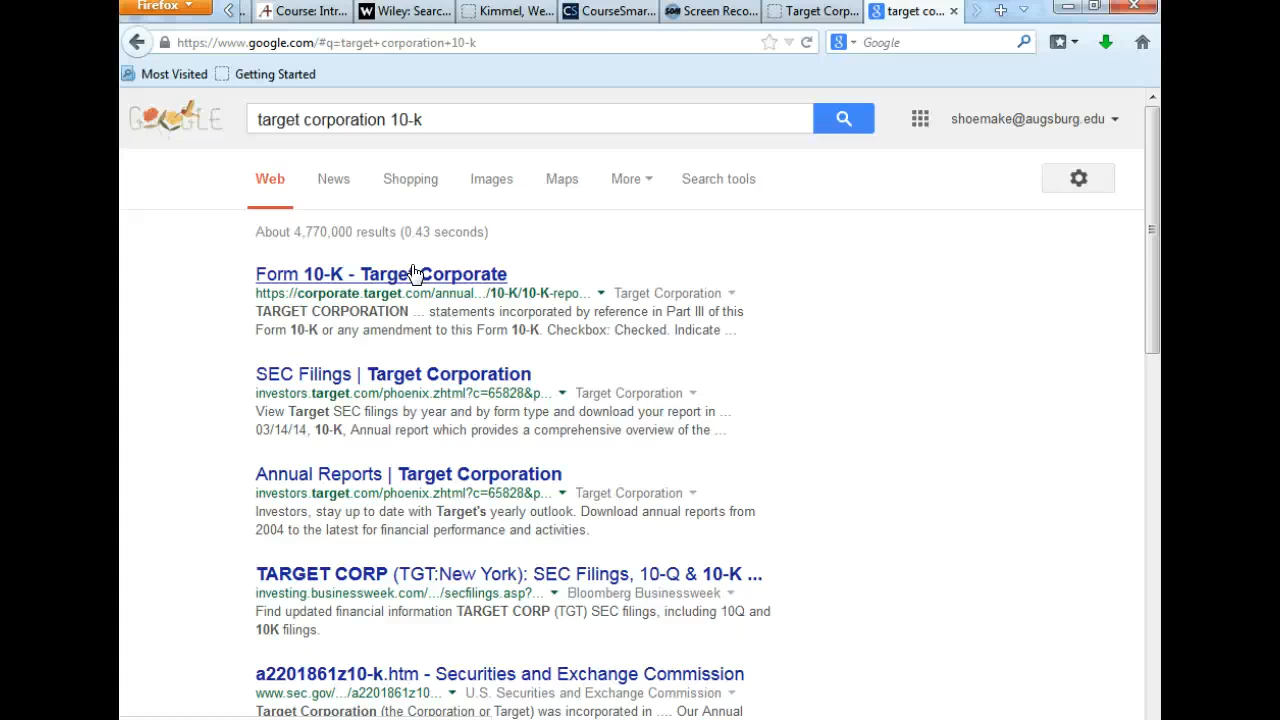 Firefox
Course: Intr...
Wiley: Searc...
Kimmel, We...
CourseSmar...
Screen Reco...
Target Corp...
target co...
https://www.google.com/#q=target+corporation+10-k
Google
Most Visited
Getting Started
GOOGLE
target corporation 10-k
shoemake@augsburg.edu
Web News Shopping Images Maps More Search tools
About 4,770,000 results (0.43 seconds)
Form 10-K - Target Corporate
https://corporate.target.com/annual.../10-K/10-K-repo... Target Corporation
TARGET CORPORATION ... statements incorporated by reference in Part III of this
Form 10-K or any amendment to this Form 10-K. Checkbox: Checked. Indicate ...
SEC Filings | Target Corporation
investors.target.com/phoenix.zhtml?c=65828&p... Target Corporation
View Target SEC filings by year and by form type and download your report in ...
03/14/14, 10-K, Annual report which provides a comprehensive overview of the ...
Annual Reports | Target Corporation
investors.target.com/phoenix.zhtml?c=65828&p... Target Corporation
Investors, stay up to date with Target's yearly outlook. Download annual reports from
2004 to the latest for financial performance and activities.
TARGET CORP (TGT:New York): SEC Filings, 10-Q & 10-K ...
investing.businessweek.com/.../secfilings.asp?... Bloomberg Businessweek
Find updated financial information TARGET CORP (TGT) SEC filings, including 10Q and
10K filings.
a2201861z10-k.htm - Securities and Exchange Commission
www.sec.gov/.../a2201861z10... U.S. Securities and Exchange Commission
Target Corporation (the Corporation or Target) was incorporated in .... Our Annual